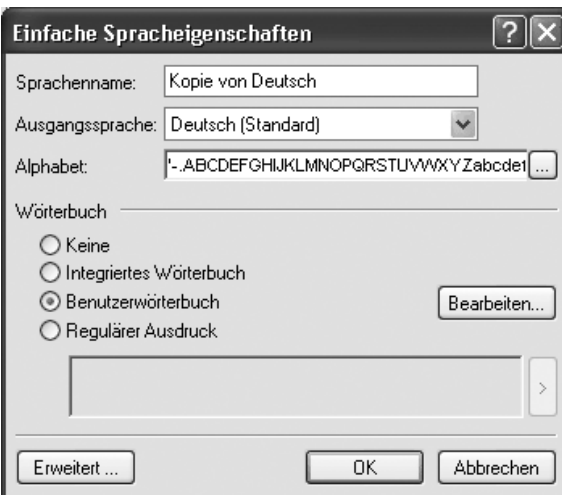 Einfache Spracheigenschaften
Sprachenname: Kopie von Deutsch
Ausgangssprache: Deutsch (Standard)
Alphabet: '-.ABCDEFGHIJKLMNOPQRSTUVWXYZabcdef ...
Wörterbuch
Keine
Integriertes Wörterbuch
Benutzerwörterbuch Bearbeiten...
Regulärer Ausdruck
>
Erweitert ... OK Abbrechen